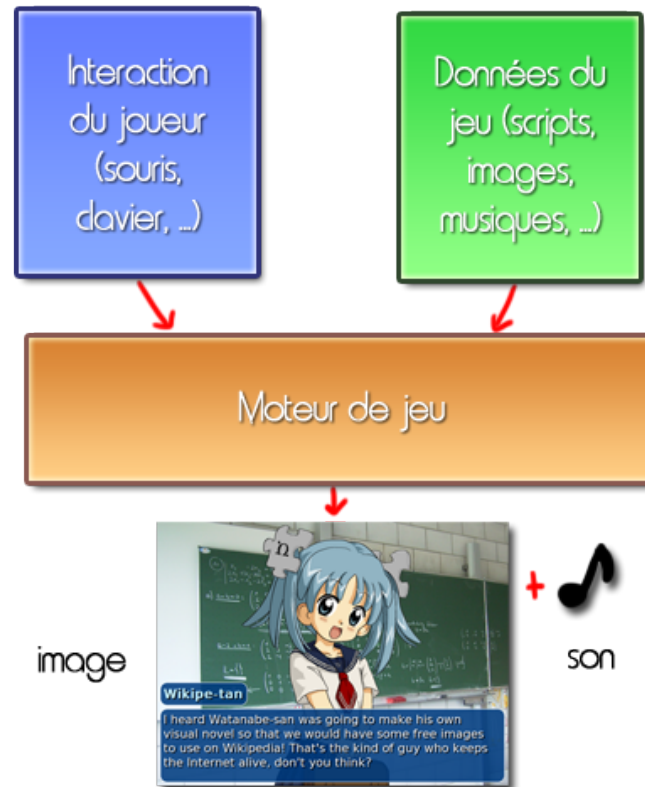 Interaction
du joueur
(souris,
clavier, ...)
Données du
jeu (scripts,
images,
musiques, ...)
Moteur de jeu
n
image
son
Wikipe-tan
I heard Watanabe-san was going to make his own
visual novel so that we would have some free images
to use on Wikipedia! That's the kind of guy who keeps
the Internet alive, don't you think?